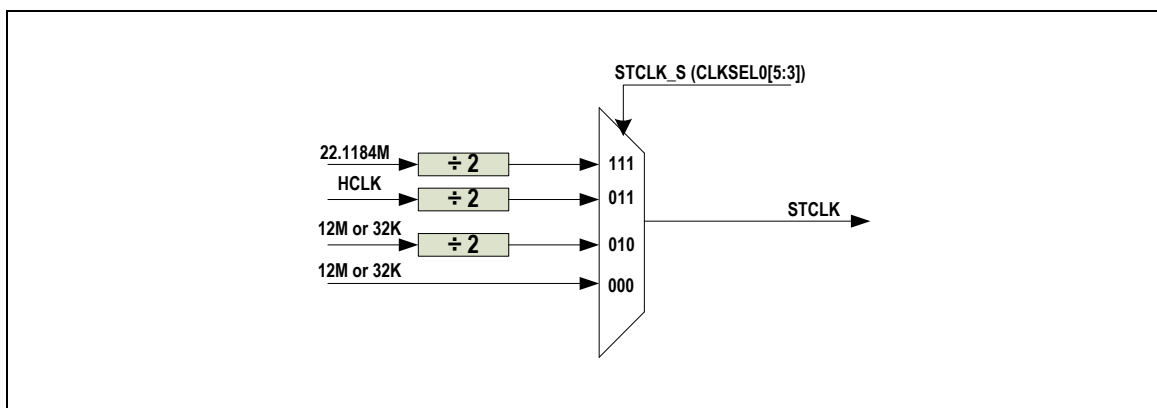 STCLK_S (CLKSEL0[5:3])
22.1184M
÷ 2
111
HCLK
÷ 2
011
STCLK
12M or 32K
÷ 2
010
12M or 32K
000